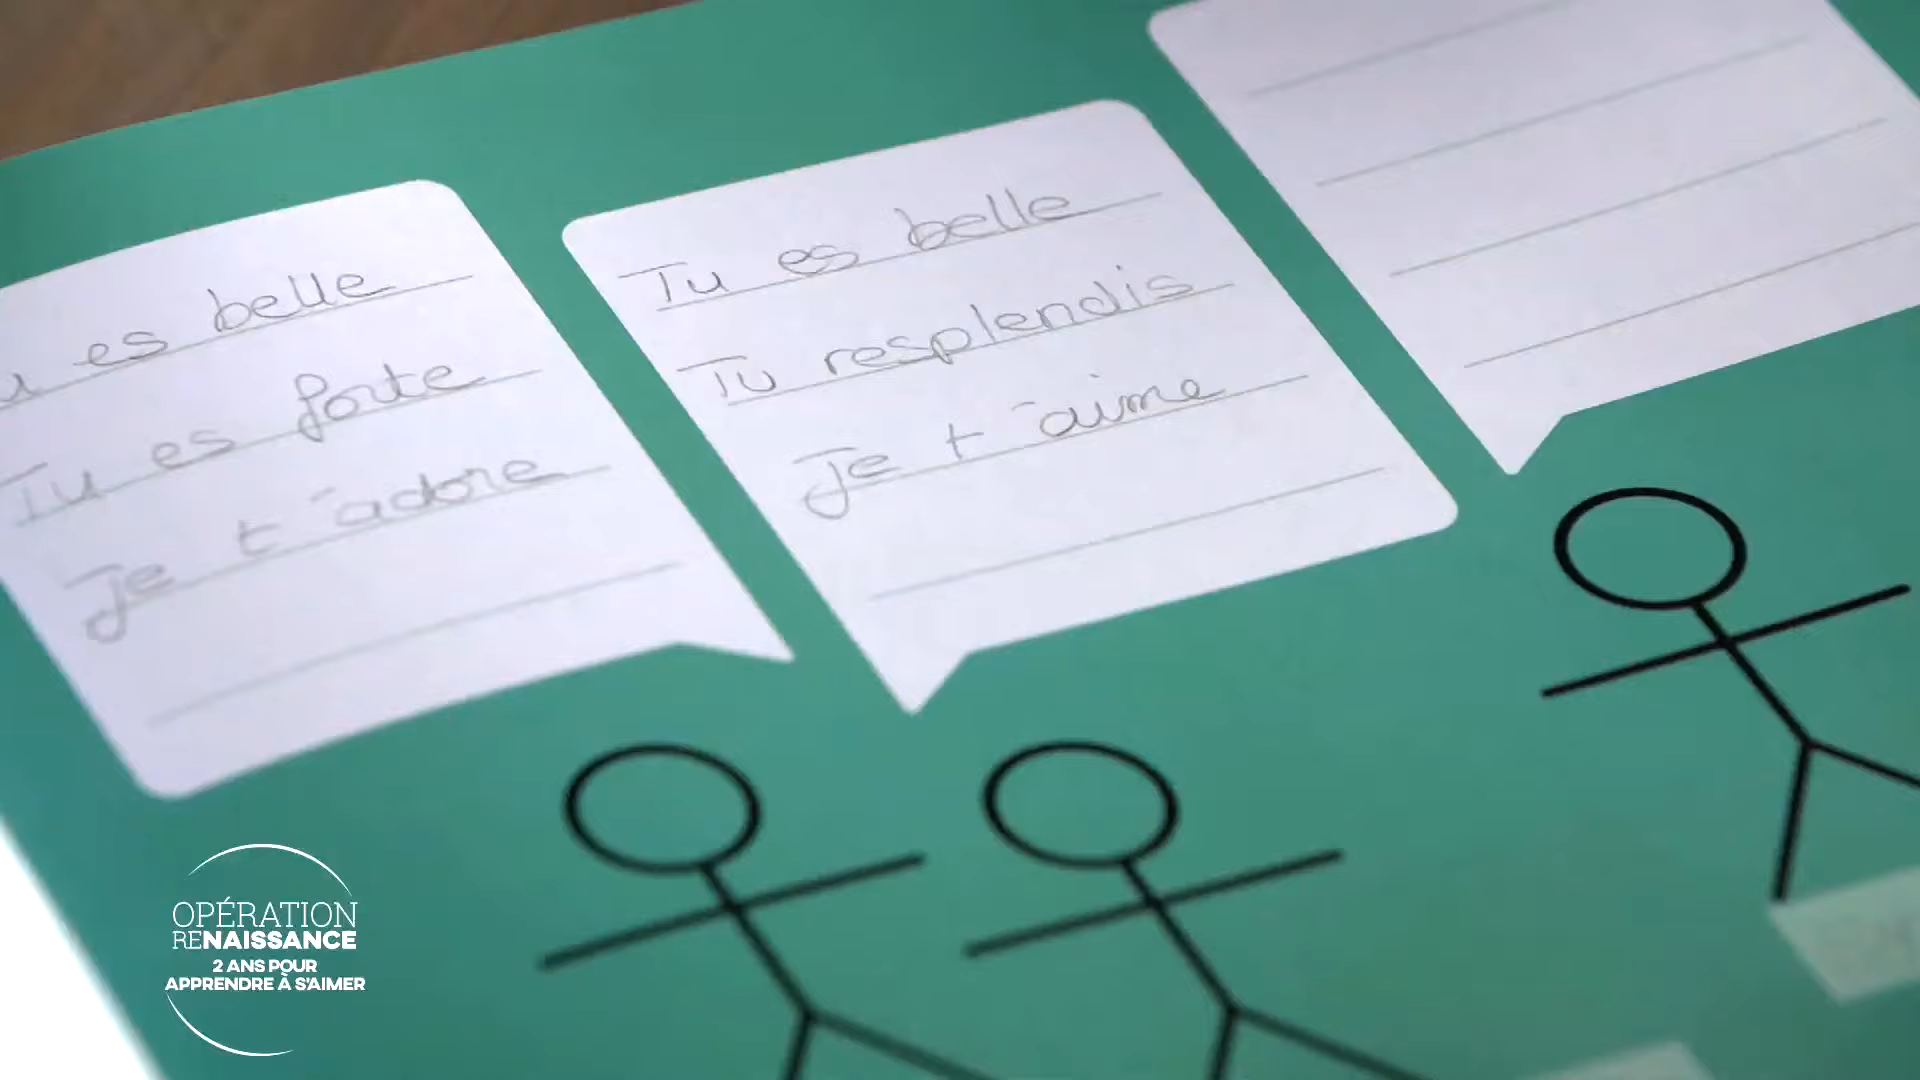 u es belle
Tu es forte
Je t'adore
Tu es belle
Tu resplendis
Je t'aime
OPÉRATION
RENAISSANCE
2 ANS POUR
APPRENDRE À S'AIMER